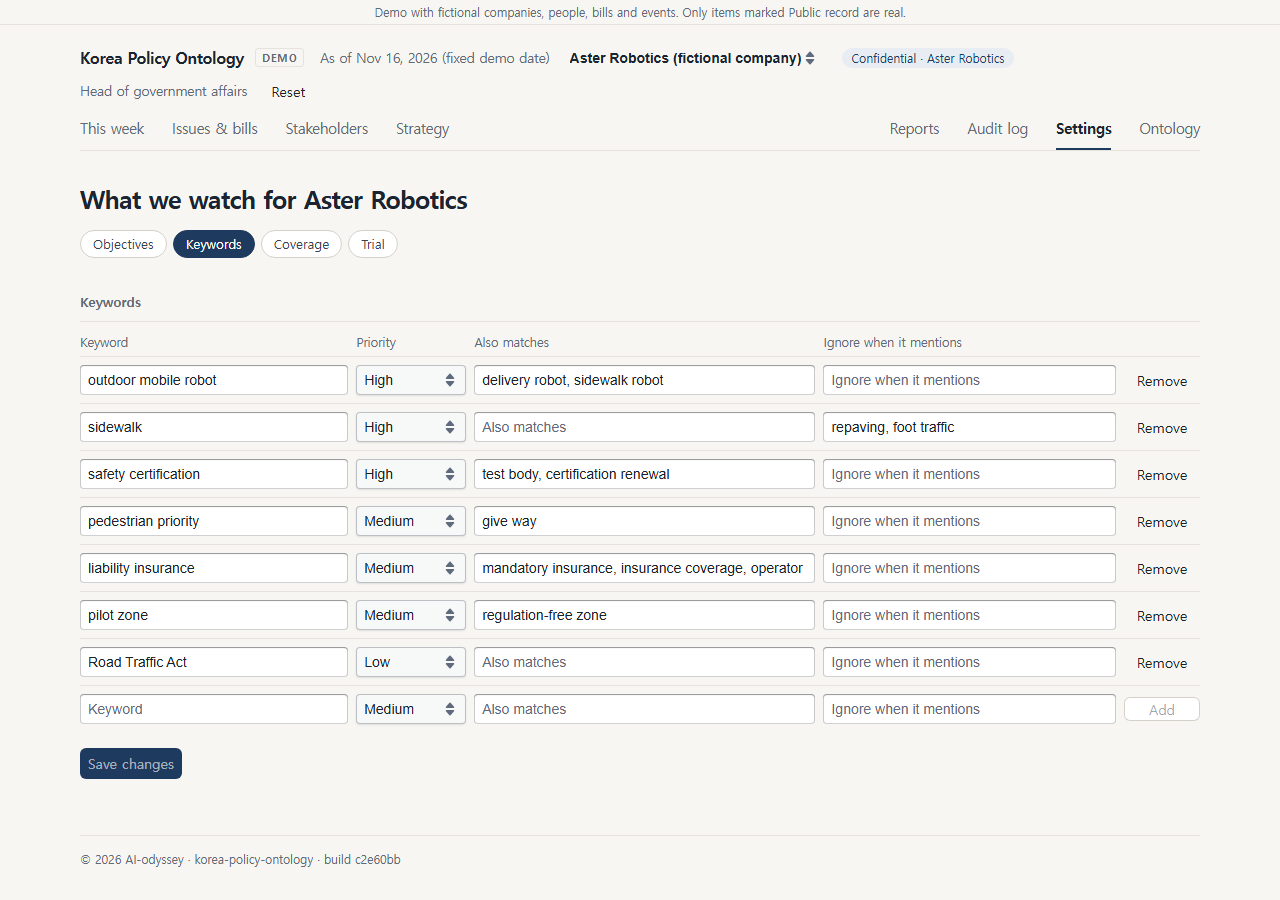 Demo with fictional companies, people, bills and events. Only items marked Public record are real.
Korea Policy Ontology DEMO As of Nov 16, 2026 (fixed demo date) Aster Robotics (fictional company) Confidential · Aster Robotics
Head of government affairs Reset
This week Issues & bills Stakeholders Strategy Reports Audit log Settings Ontology
What we watch for Aster Robotics
Objectives Keywords Coverage Trial
Keywords
Keyword Priority Also matches Ignore when it mentions
outdoor mobile robot High delivery robot, sidewalk robot Ignore when it mentions Remove
sidewalk High Also matches repaving, foot traffic Remove
safety certification High test body, certification renewal Ignore when it mentions Remove
pedestrian priority Medium give way Ignore when it mentions Remove
liability insurance Medium mandatory insurance, insurance coverage, operator Ignore when it mentions Remove
pilot zone Medium regulation-free zone Ignore when it mentions Remove
Road Traffic Act Low Also matches Ignore when it mentions Remove
Keyword Medium Also matches Ignore when it mentions Add
Save changes
© 2026 AI-odyssey · korea-policy-ontology · build c2e60bb